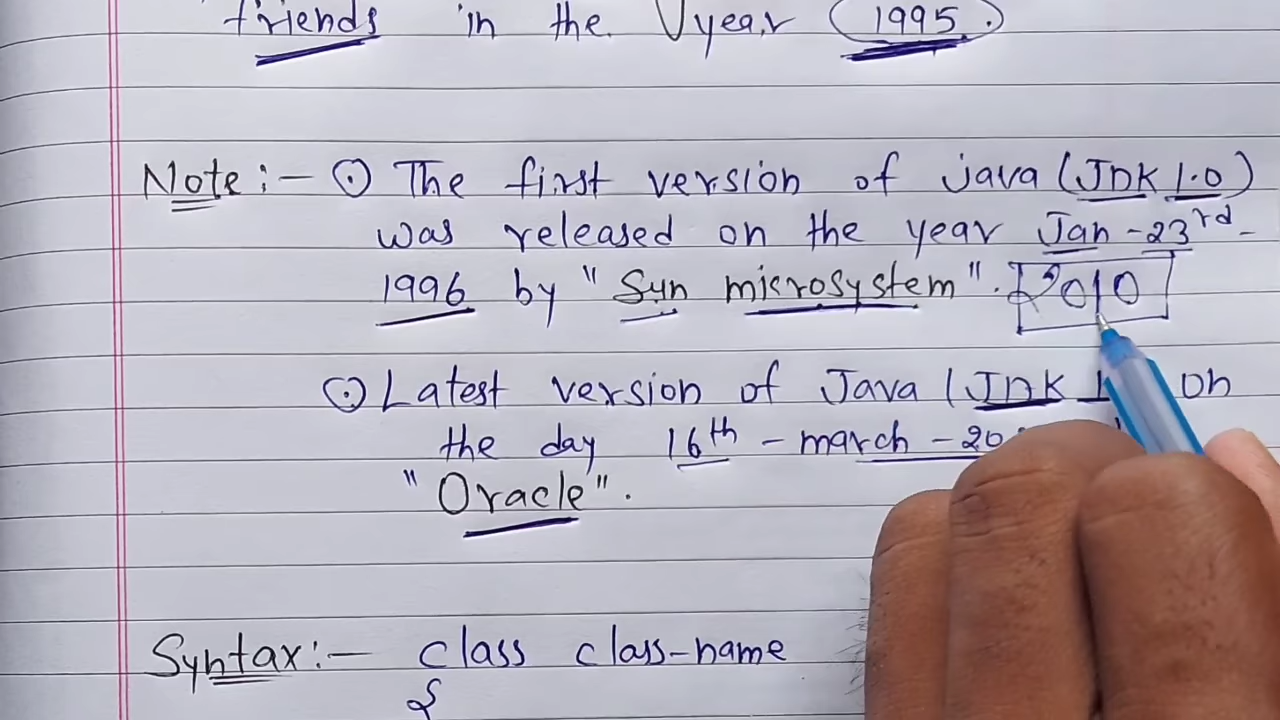 friends in the year 1995.
Note:- ⊙ The first version of java (JDK 1.0)
was released on the year Jan -23rd-
1996 by "Sun microsystem". 2010
⊙ Latest version of Java (JDK on
the day 16th - march - 20
"Oracle".
Syntax:- class class-name
{